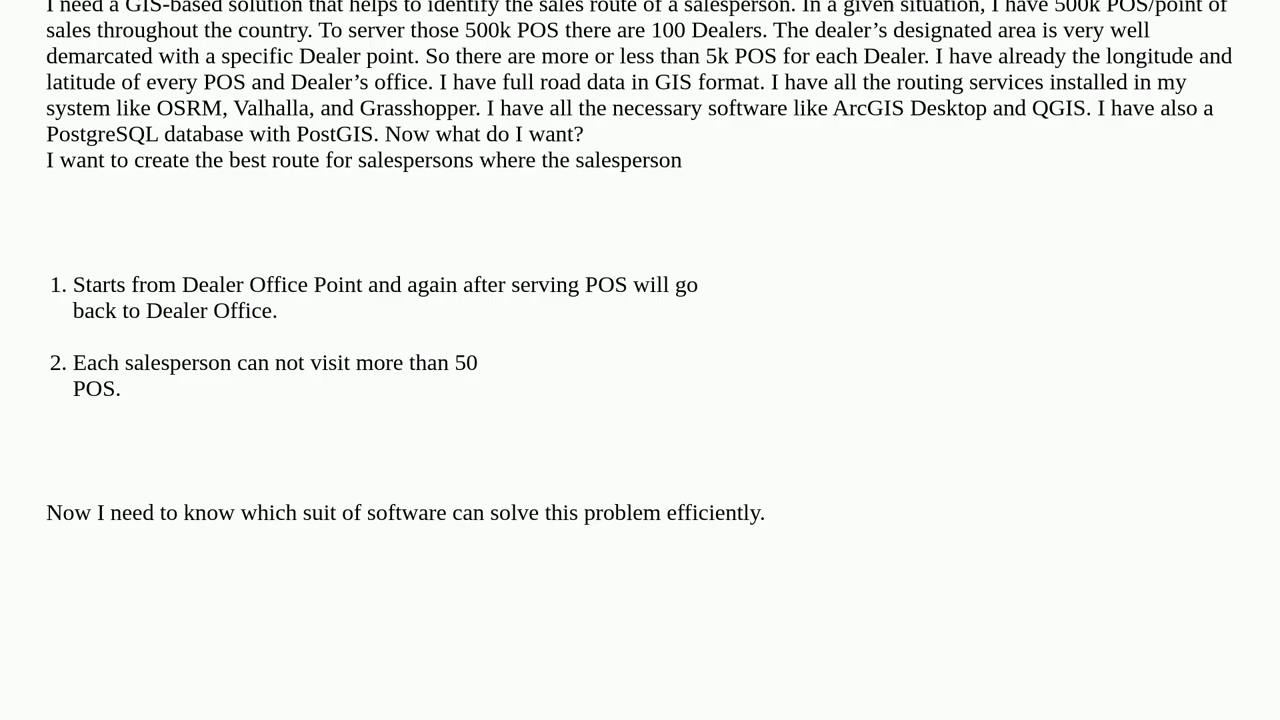 I need a GIS-based solution that helps to identify the sales route of a salesperson. In a given situation, I have 500k POS/point of
sales throughout the country. To server those 500k POS there are 100 Dealers. The dealer’s designated area is very well
demarcated with a specific Dealer point. So there are more or less than 5k POS for each Dealer. I have already the longitude and
latitude of every POS and Dealer’s office. I have full road data in GIS format. I have all the routing services installed in my
system like OSRM, Valhalla, and Grasshopper. I have all the necessary software like ArcGIS Desktop and QGIS. I have also a
PostgreSQL database with PostGIS. Now what do I want?
I want to create the best route for salespersons where the salesperson
1. Starts from Dealer Office Point and again after serving POS will go
back to Dealer Office.
2. Each salesperson can not visit more than 50
POS.
Now I need to know which suit of software can solve this problem efficiently.